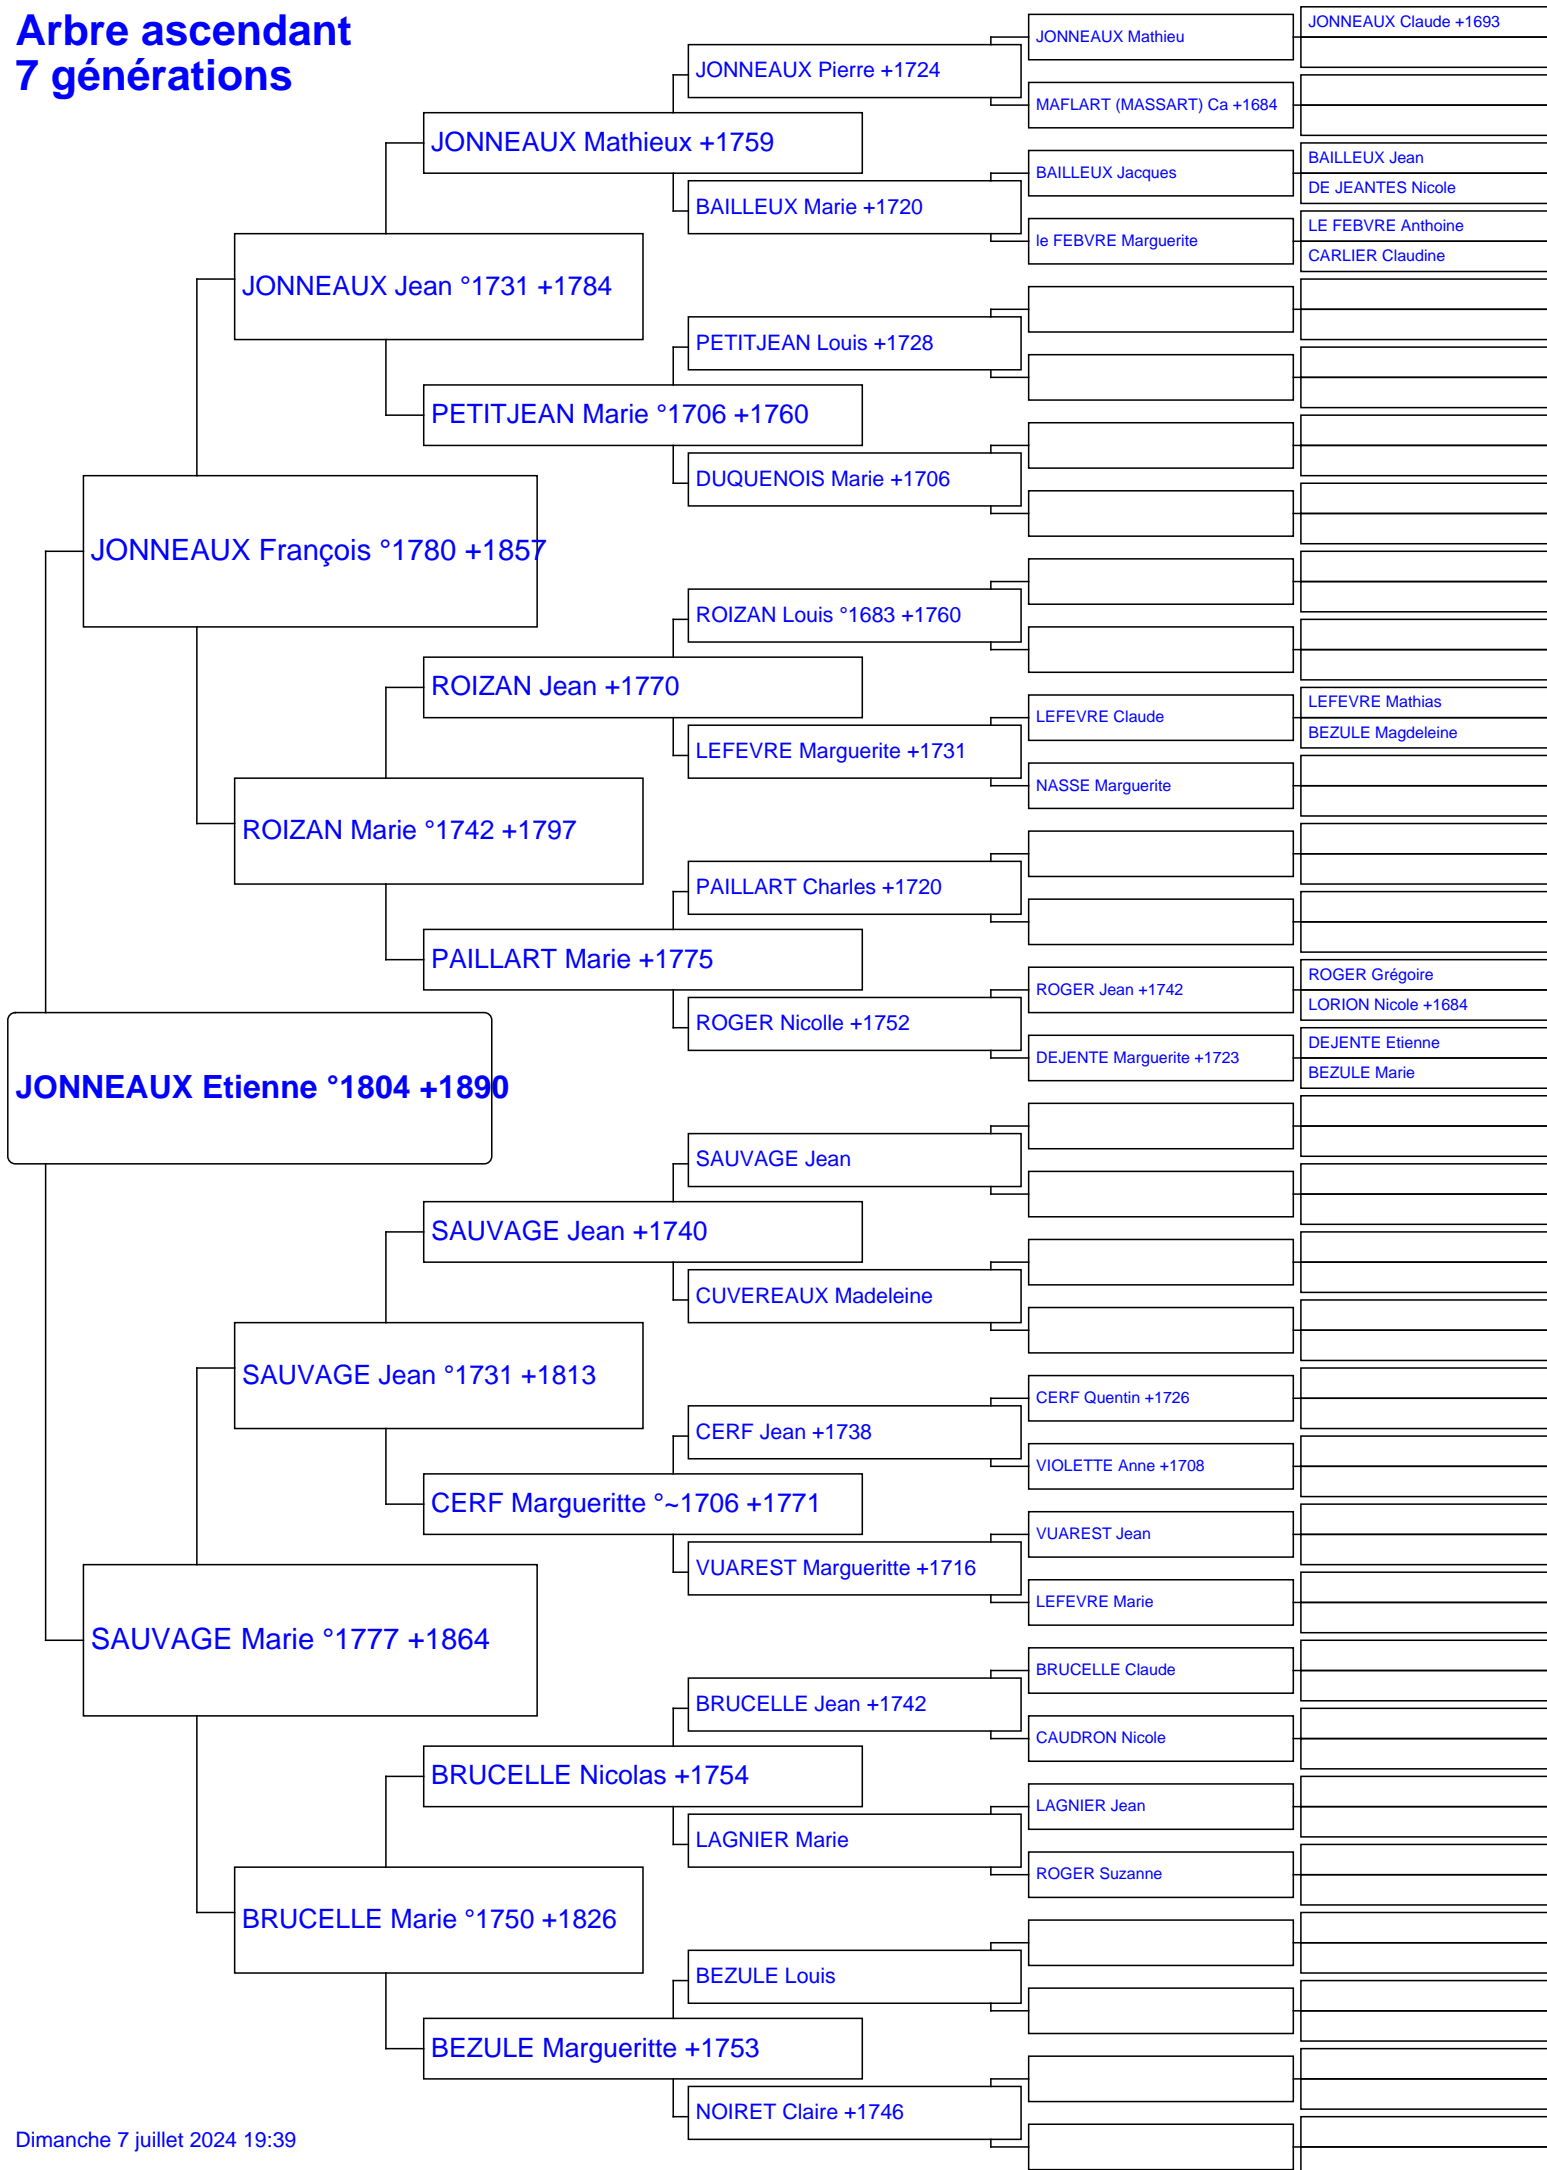 Arbre ascendant
7 générations
JONNEAUX Etienne °1804 +1890
JONNEAUX François °1780 +1857
SAUVAGE Marie °1777 +1864
JONNEAUX Jean °1731 +1784
ROIZAN Marie °1742 +1797
SAUVAGE Jean °1731 +1813
BRUCELLE Marie °1750 +1826
JONNEAUX Mathieux +1759
PETITJEAN Marie °1706 +1760
ROIZAN Jean +1770
PAILLART Marie +1775
SAUVAGE Jean +1740
CERF Margueritte °~1706 +1771
BRUCELLE Nicolas +1754
BEZULE Margueritte +1753
JONNEAUX Pierre +1724
BAILLEUX Marie +1720
PETITJEAN Louis +1728
DUQUENOIS Marie +1706
ROIZAN Louis °1683 +1760
LEFEVRE Marguerite +1731
PAILLART Charles +1720
ROGER Nicolle +1752
SAUVAGE Jean
CUVEREAUX Madeleine
CERF Jean +1738
VUAREST Margueritte +1716
BRUCELLE Jean +1742
LAGNIER Marie
BEZULE Louis
NOIRET Claire +1746
JONNEAUX Mathieu
MAFLART (MASSART) Ca +1684
BAILLEUX Jacques
le FEBVRE Marguerite
LEFEVRE Claude
NASSE Marguerite
ROGER Jean +1742
DEJENTE Marguerite +1723
CERF Quentin +1726
VIOLETTE Anne +1708
VUAREST Jean
LEFEVRE Marie
BRUCELLE Claude
CAUDRON Nicole
LAGNIER Jean
ROGER Suzanne
JONNEAUX Claude +1693
BAILLEUX Jean
DE JEANTES Nicole
LE FEBVRE Anthoine
CARLIER Claudine
LEFEVRE Mathias
BEZULE Magdeleine
ROGER Grégoire
LORION Nicole +1684
DEJENTE Etienne
BEZULE Marie
Dimanche 7 juillet 2024 19:39